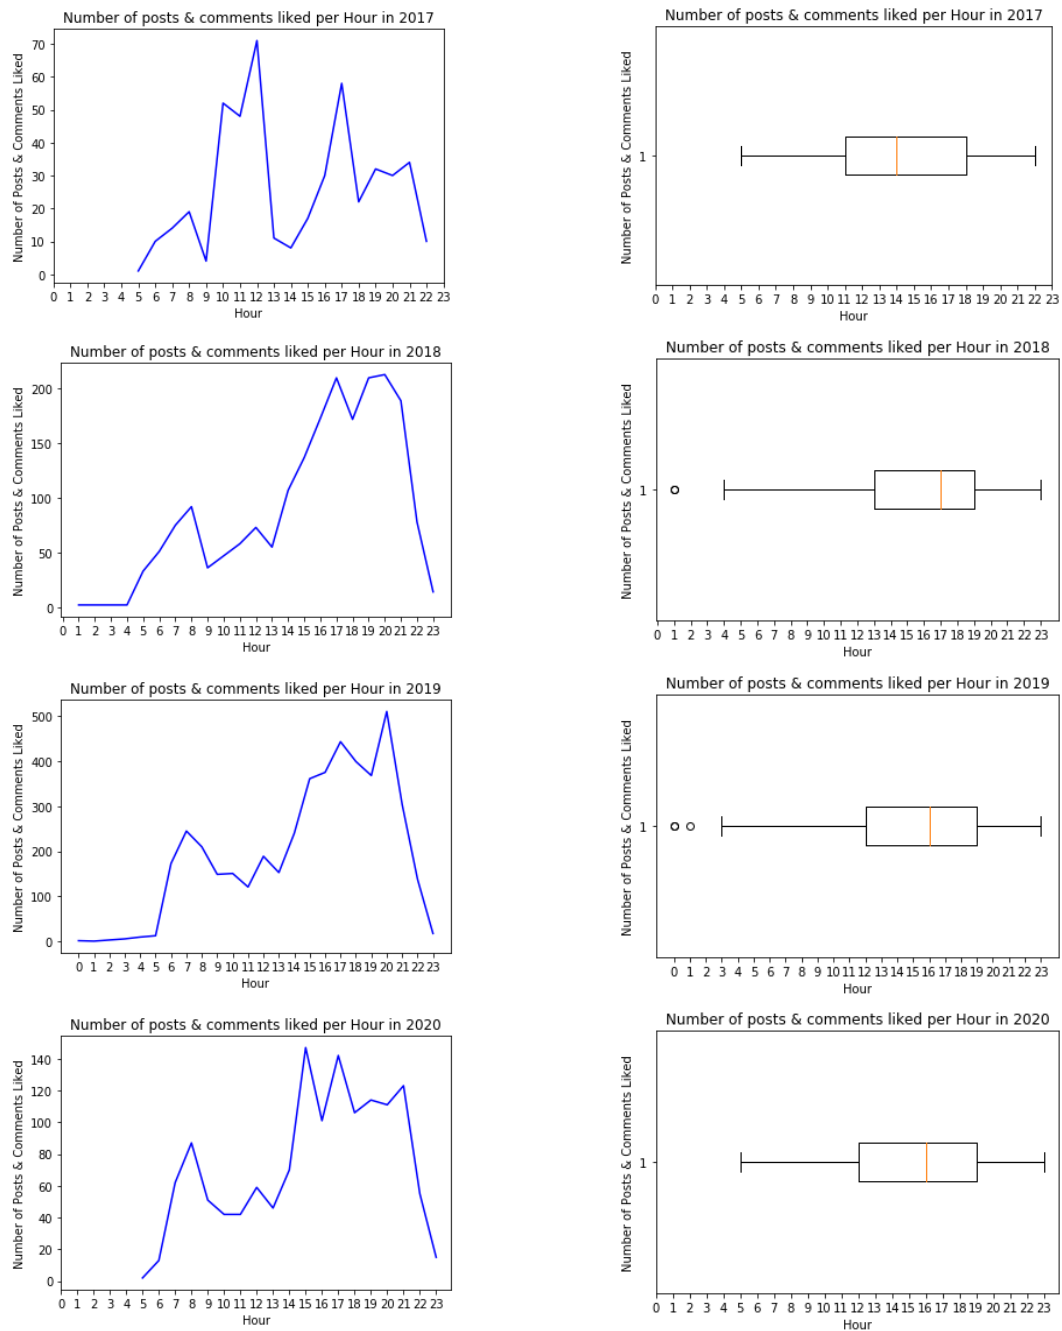 Number of posts & comments liked per Hour in 2017
Number of Posts & Comments Liked
70
60
50
40
30
20
10
0
0 1 2 3 4 5 6 7 8 9 10 11 12 13 14 15 16 17 18 19 20 21 22 23
Hour
Number of posts & comments liked per Hour in 2017
Number of Posts & Comments Liked
1
0 1 2 3 4 5 6 7 8 9 10 11 12 13 14 15 16 17 18 19 20 21 22 23
Hour
Number of posts & comments liked per Hour in 2018
Number of Posts & Comments Liked
200
150
100
50
0
0 1 2 3 4 5 6 7 8 9 10 11 12 13 14 15 16 17 18 19 20 21 22 23
Hour
Number of posts & comments liked per Hour in 2018
Number of Posts & Comments Liked
1
0 1 2 3 4 5 6 7 8 9 10 11 12 13 14 15 16 17 18 19 20 21 22 23
Hour
Number of posts & comments liked per Hour in 2019
Number of Posts & Comments Liked
500
400
300
200
100
0
0 1 2 3 4 5 6 7 8 9 10 11 12 13 14 15 16 17 18 19 20 21 22 23
Hour
Number of posts & comments liked per Hour in 2019
Number of Posts & Comments Liked
1
0 1 2 3 4 5 6 7 8 9 10 11 12 13 14 15 16 17 18 19 20 21 22 23
Hour
Number of posts & comments liked per Hour in 2020
Number of Posts & Comments Liked
140
120
100
80
60
40
20
0
0 1 2 3 4 5 6 7 8 9 10 11 12 13 14 15 16 17 18 19 20 21 22 23
Hour
Number of posts & comments liked per Hour in 2020
Number of Posts & Comments Liked
1
0 1 2 3 4 5 6 7 8 9 10 11 12 13 14 15 16 17 18 19 20 21 22 23
Hour